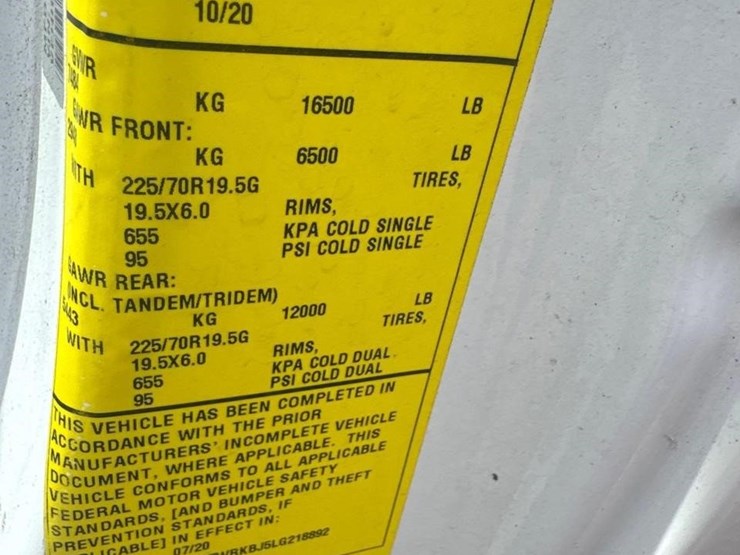 10/20
GVWR
KG 16500 LB
GAWR FRONT:
KG 6500 LB
WITH 225/70R19.5G TIRES,
19.5X6.0 RIMS,
655 KPA COLD SINGLE
95 PSI COLD SINGLE
GAWR REAR:
INCL. TANDEM/TRIDEM)
5443 KG 12000 LB
WITH 225/70R19.5G TIRES,
19.5X6.0 RIMS,
655 KPA COLD DUAL
95 PSI COLD DUAL
THIS VEHICLE HAS BEEN COMPLETED IN
ACCORDANCE WITH THE PRIOR
MANUFACTURERS' INCOMPLETE VEHICLE
DOCUMENT, WHERE APPLICABLE. THIS
VEHICLE CONFORMS TO ALL APPLICABLE
FEDERAL MOTOR VEHICLE SAFETY
STANDARDS, [AND BUMPER AND THEFT
PREVENTION STANDARDS, IF
PLICABLE] IN EFFECT IN:
07/20
RKBJ5LG218892